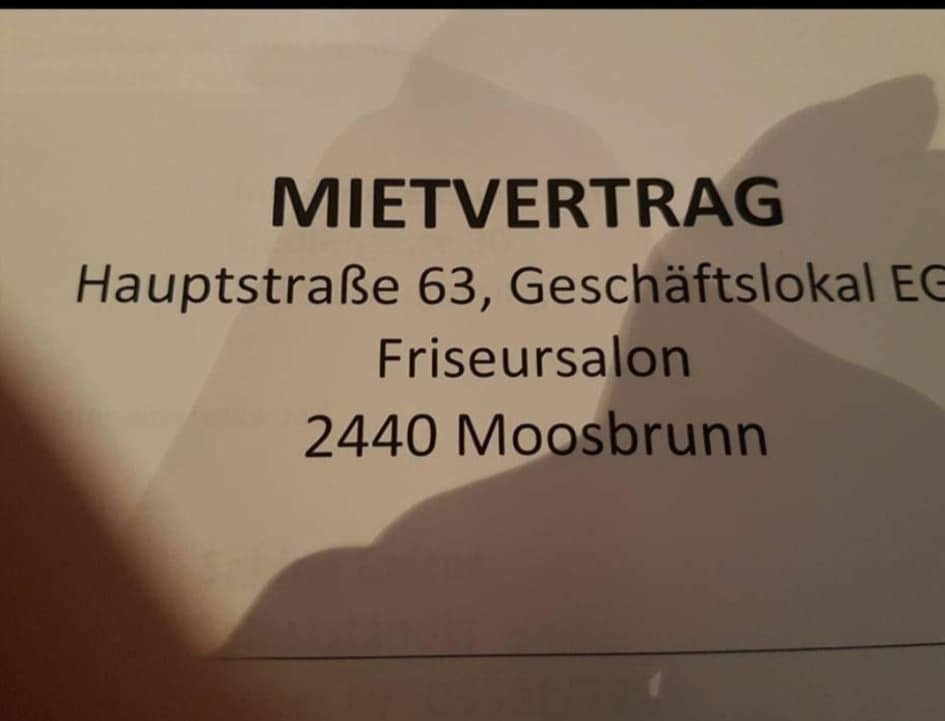 MIETVERTRAG
Hauptstraße 63, Geschäftslokal EG
Friseursalon
2440 Moosbrunn